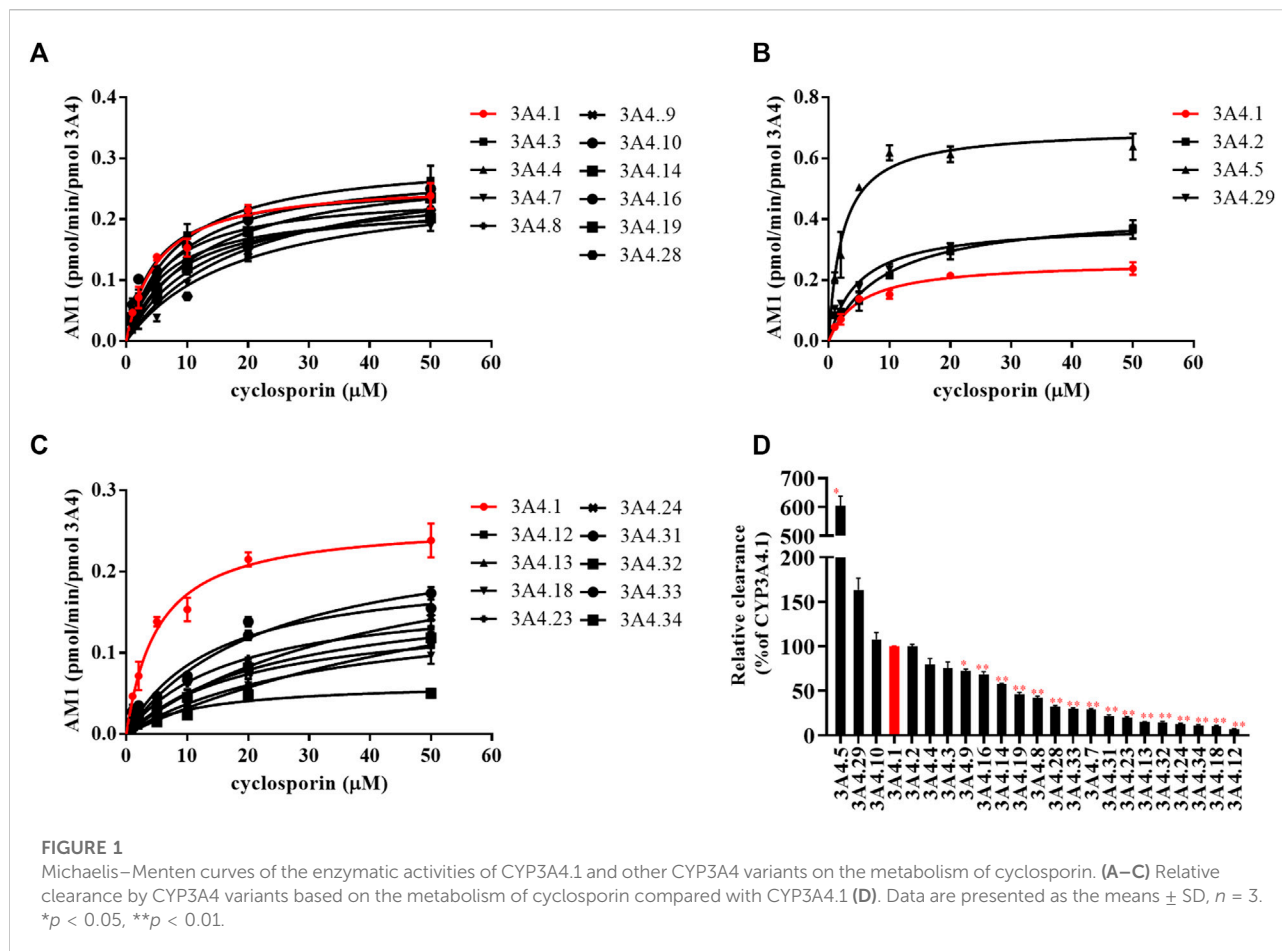 A
0.4
0.3
0.2
0.1
0.0
AM1 (pmol/min/pmol 3A4)
0 10 20 30 40 50 60
cyclosporin (µM)
3A4.1
3A4.3
3A4.4
3A4.7
3A4.8
3A4..9
3A4.10
3A4.14
3A4.16
3A4.19
3A4.28
B
0.8
0.6
0.4
0.2
0.0
AM1 (pmol/min/pmol 3A4)
0 10 20 30 40 50 60
cyclosporin (µM)
3A4.1
3A4.2
3A4.5
3A4.29
C
0.3
0.2
0.1
0.0
AM1 (pmol/min/pmol 3A4)
0 10 20 30 40 50 60
cyclosporin (µM)
3A4.1
3A4.12
3A4.13
3A4.18
3A4.23
3A4.24
3A4.31
3A4.32
3A4.33
3A4.34
D
700
600
500
200
150
100
50
0
Relative clearance
(% of CYP3A4.1)
* * ** ** ** ** ** ** ** ** ** ** ** ** ** ** **
3A4.5
3A4.29
3A4.10
3A4.1
3A4.2
3A4.4
3A4.3
3A4.9
3A4.16
3A4.14
3A4.19
3A4.8
3A4.28
3A4.33
3A4.7
3A4.31
3A4.23
3A4.13
3A4.32
3A4.24
3A4.34
3A4.18
3A4.12
FIGURE 1
Michaelis–Menten curves of the enzymatic activities of CYP3A4.1 and other CYP3A4 variants on the metabolism of cyclosporin. (A–C) Relative
clearance by CYP3A4 variants based on the metabolism of cyclosporin compared with CYP3A4.1 (D). Data are presented as the means ± SD, n = 3.
*p < 0.05, **p < 0.01.